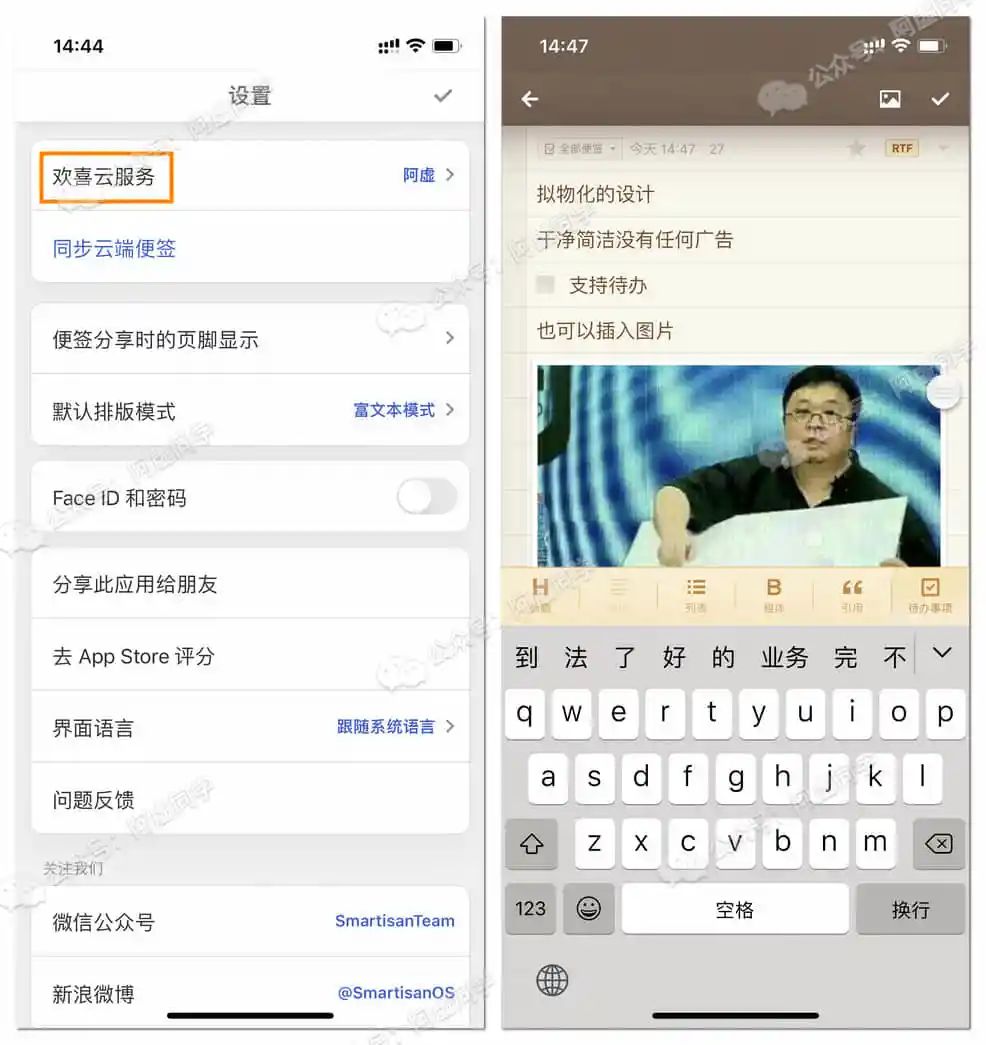 14:44
设置
欢喜云服务
阿虚
同步云端便签
便签分享时的页脚显示
默认排版模式
富文本模式
Face ID 和密码
分享此应用给朋友
去 App Store 评分
界面语言
跟随系统语言
问题反馈
关注我们
微信公众号
SmartisanTeam
新浪微博
@SmartisanOS
14:47
全部便签
今天 14:47
27
RTF
拟物化的设计
干净简洁没有任何广告
支持待办
也可以插入图片
H
标题
列表
B
粗体
引用
待办事项
到 法 了 好 的 业务 完 不
q w e r t y u i o p
a s d f g h j k l
z x c v b n m
123
空格
换行
公众号：阿虚同学